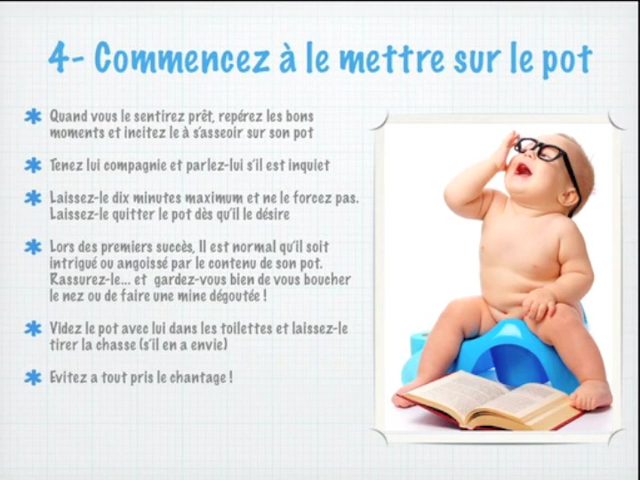 4- Commencez à le mettre sur le pot
Quand vous le sentirez prêt, repérez les bons
moments et incitez le à s'asseoir sur son pot
Tenez lui compagnie et parlez-lui s'il est inquiet
Laissez-le dix minutes maximum et ne le forcez pas.
Laissez-le quitter le pot dès qu'il le désire
Lors des premiers succès, Il est normal qu'il soit
intrigué ou angoissé par le contenu de son pot.
Rassurez-le... et gardez-vous bien de vous boucher
le nez ou de faire une mine dégoutée !
Videz le pot avec lui dans les toilettes et laissez-le
tirer la chasse (s'il en a envie)
Evitez a tout pris le chantage !